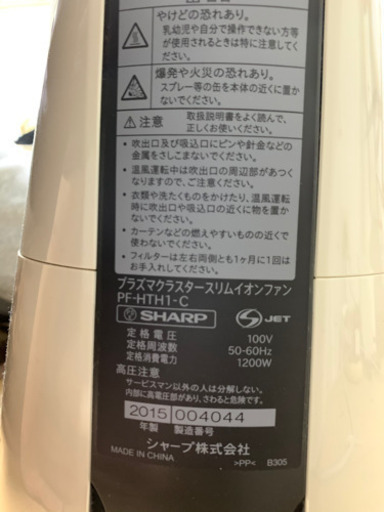 やけどの恐れあり。
乳幼児や自分で操作できない方等
が使用されるときは特に注意してく
ださい。
爆発や火災の恐れあり。
スプレー等の缶を本体の近くに置か
ないでください。
注意 取扱説明書をよく読んで、
正しくお使いください。
• 吹出口及び吸込口にピンや針金などの
金属をさしこまないでください。
• 温風運転中は吹出口の周辺部があつく
なりますので、ご注意ください。
• 衣類や洗たくものをかけたり、温風運転
時に吹出口や吸込口の近くに物を置か
ないでください。
• カーテンなどの燃えやすいものの近くで
使わないでください。
• フィルターは左右両側とも1ヶ月に1回は
お手入れしてください。
プラズマクラスタースリムイオンファン
PF-HTH1-C
SHARP S JET
定格電圧 100V
定格周波数 50-60Hz
定格消費電力 1200W
高圧注意
サービスマン以外の人は分解しない。
内部に高電圧部があり、さわると危険です。
2015 004044
年製 製造番号
シャープ株式会社
MADE IN CHINA >PP< B305